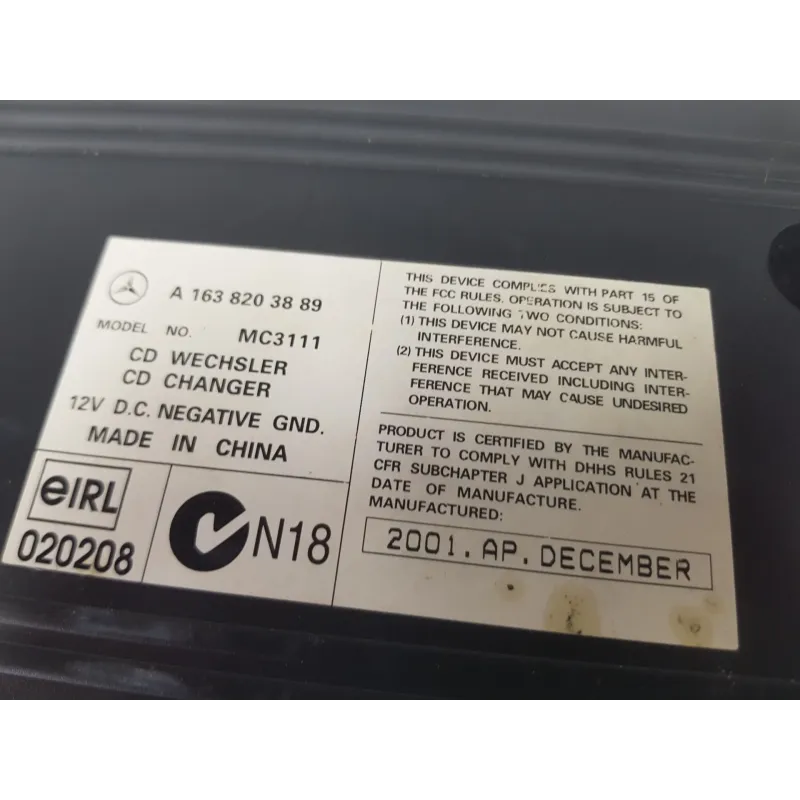 A 163 820 38 89
MODEL NO. MC3111
CD WECHSLER
CD CHANGER
12V D.C. NEGATIVE GND.
MADE IN CHINA
eIRL
020208
N18
THIS DEVICE COMPLIES WITH PART 15 OF
THE FCC RULES. OPERATION IS SUBJECT TO
THE FOLLOWING TWO CONDITIONS:
(1) THIS DEVICE MAY NOT CAUSE HARMFUL
INTERFERENCE.
(2) THIS DEVICE MUST ACCEPT ANY INTER-
FERENCE RECEIVED INCLUDING INTER-
FERENCE THAT MAY CAUSE UNDESIRED
OPERATION.
PRODUCT IS CERTIFIED BY THE MANUFAC-
TURER TO COMPLY WITH DHHS RULES 21
CFR SUBCHAPTER J APPLICATION AT THE
DATE OF MANUFACTURE.
MANUFACTURED:
2001. AP. DECEMBER